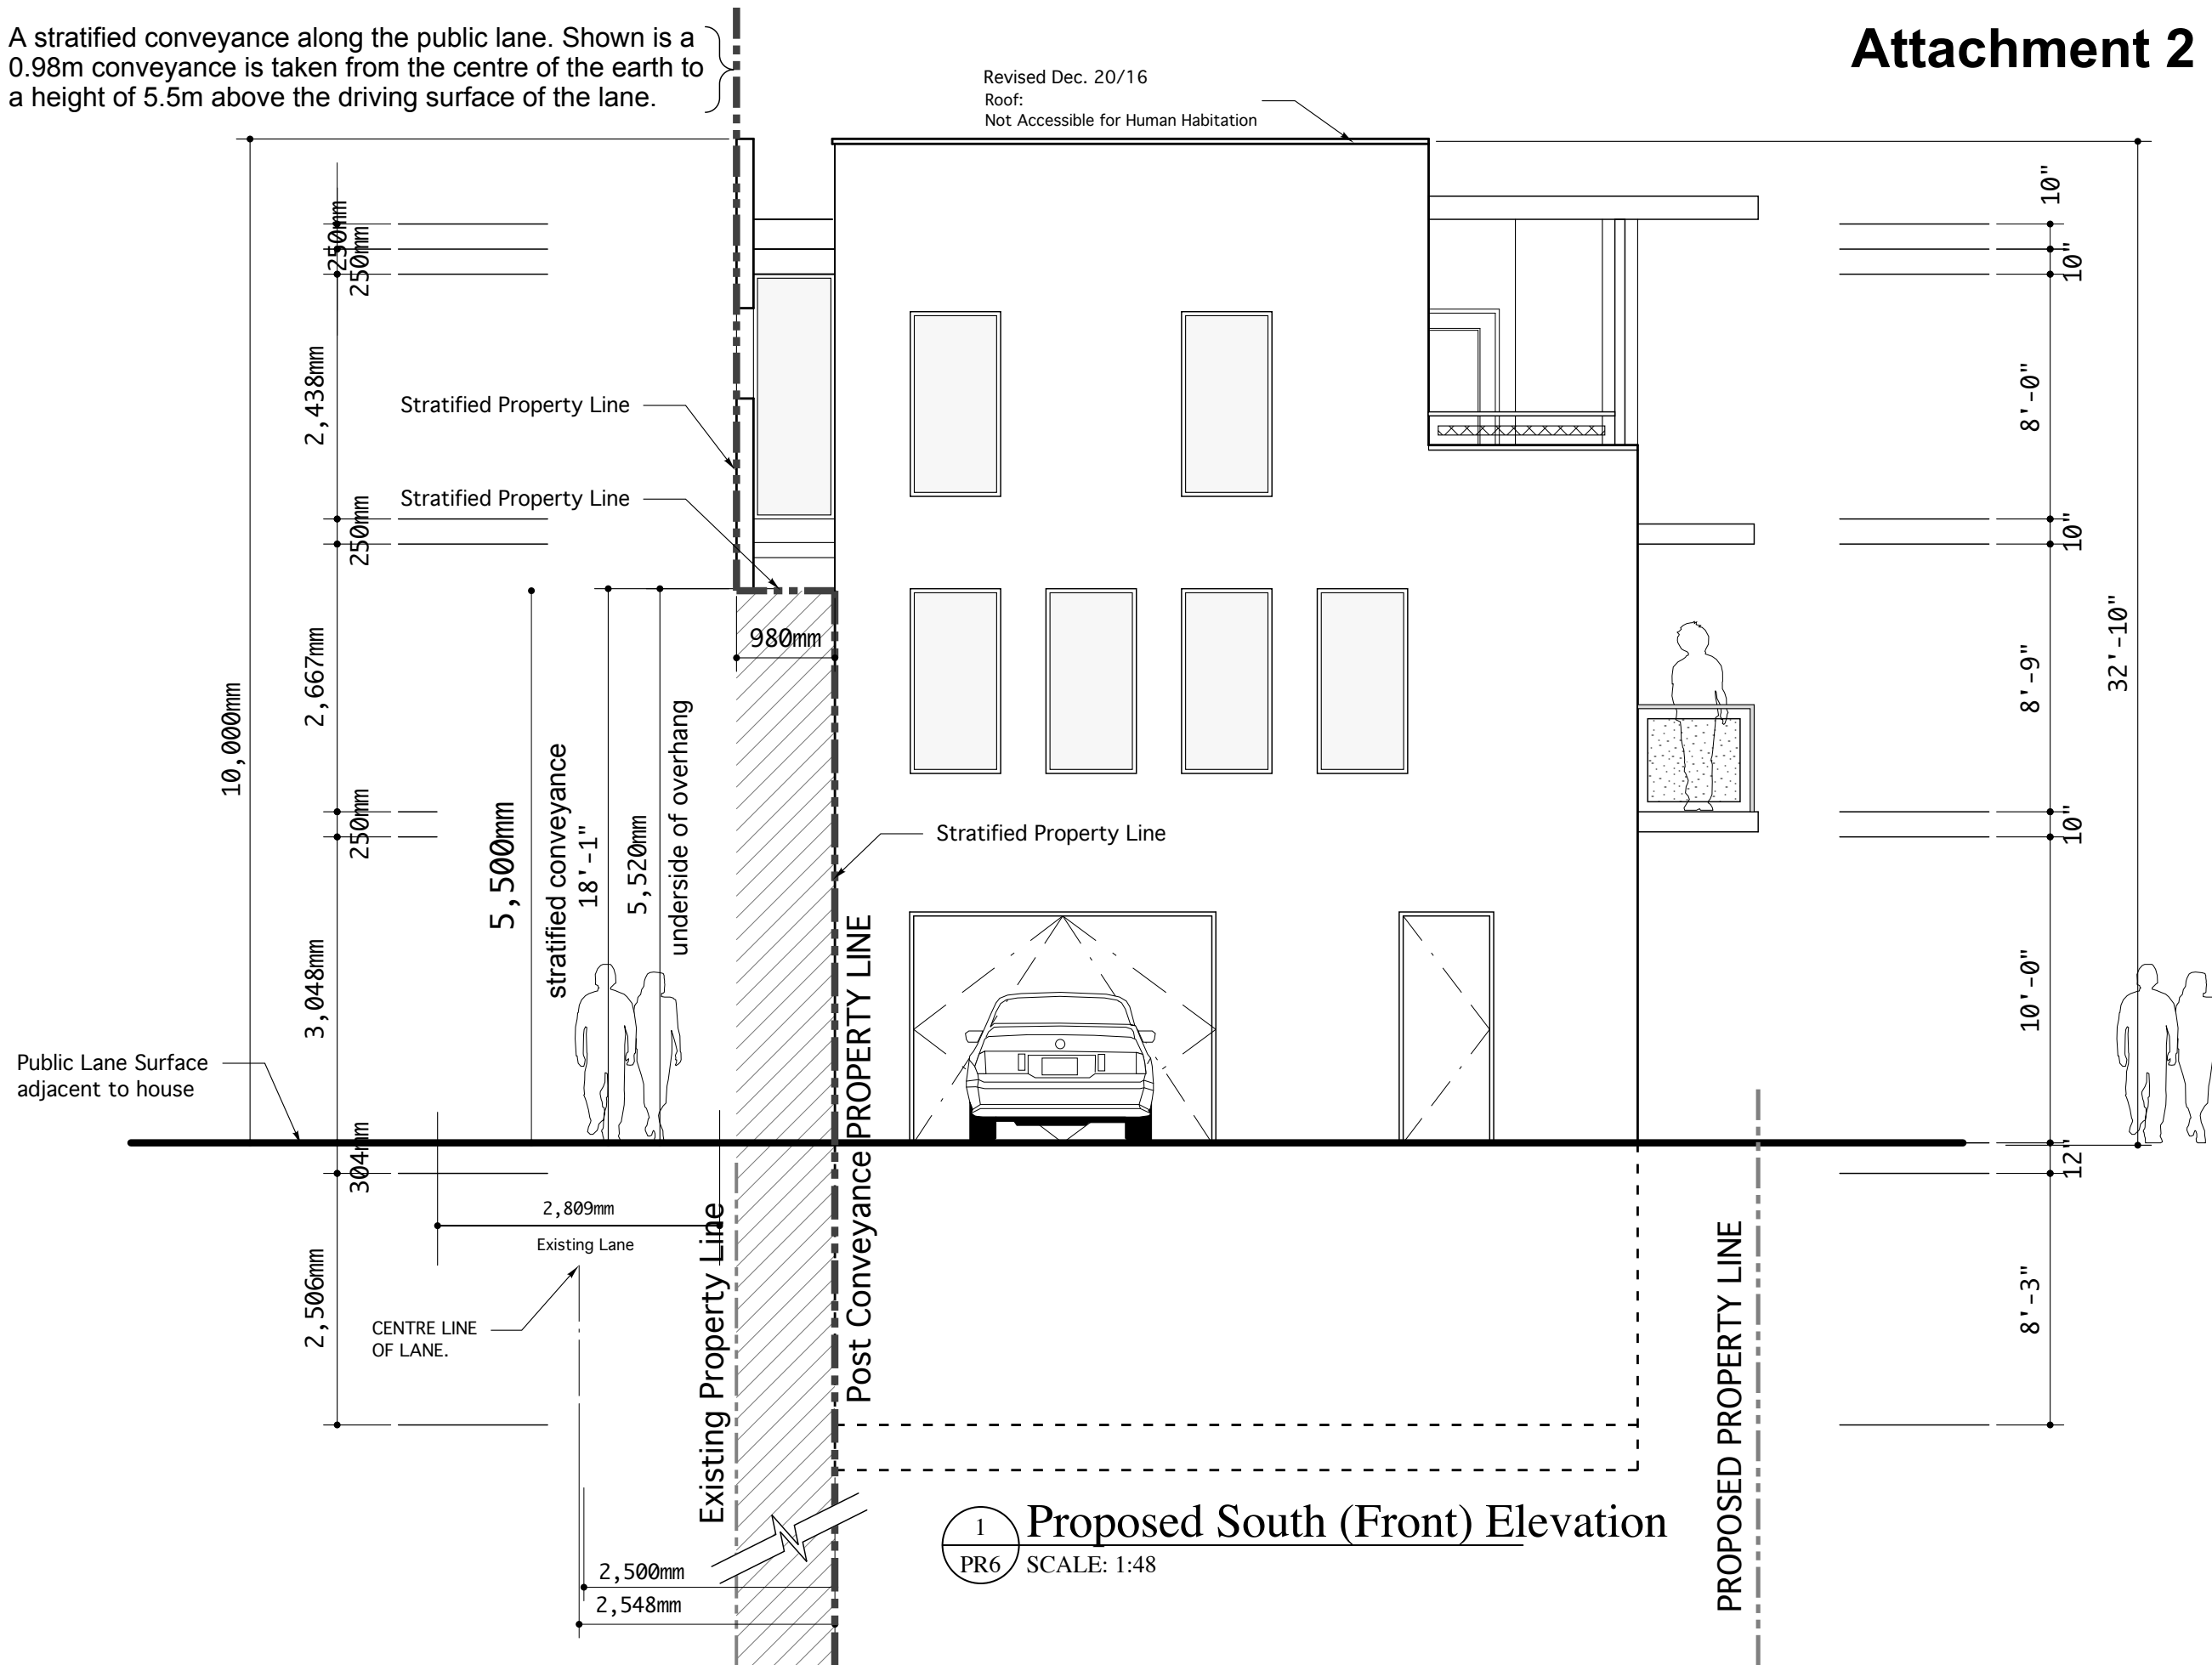 A stratified conveyance along the public lane. Shown is a
0.98m conveyance is taken from the centre of the earth to
a height of 5.5m above the driving surface of the lane.
Attachment 2
Revised Dec. 20/16
Roof:
Not Accessible for Human Habitation
10,000mm
250mm
250mm
2,438mm
250mm
2,667mm
250mm
3,048mm
304mm
2,506mm
Stratified Property Line
Stratified Property Line
980mm
5,500mm
stratified conveyance
18'-1"
5,520mm
underside of overhang
Stratified Property Line
Public Lane Surface
adjacent to house
2,809mm
Existing Lane
CENTRE LINE
OF LANE.
Existing Property Line
Post Conveyance PROPERTY LINE
PROPOSED PROPERTY LINE
2,500mm
2,548mm
10"
10"
8'-0"
10"
8'-9"
10"
10'-0"
12"
8'-3"
32'-10"
1
PR6
Proposed South (Front) Elevation
SCALE: 1:48